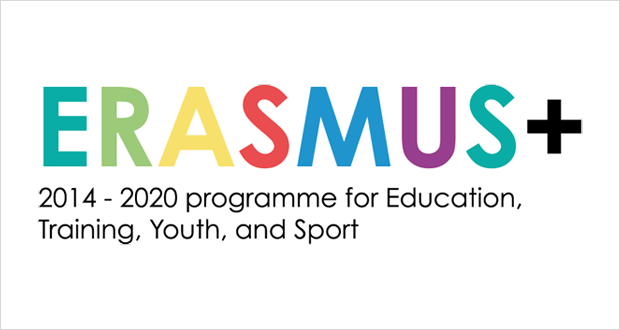 ERASMUS+
2014 - 2020 programme for Education,
Training, Youth, and Sport